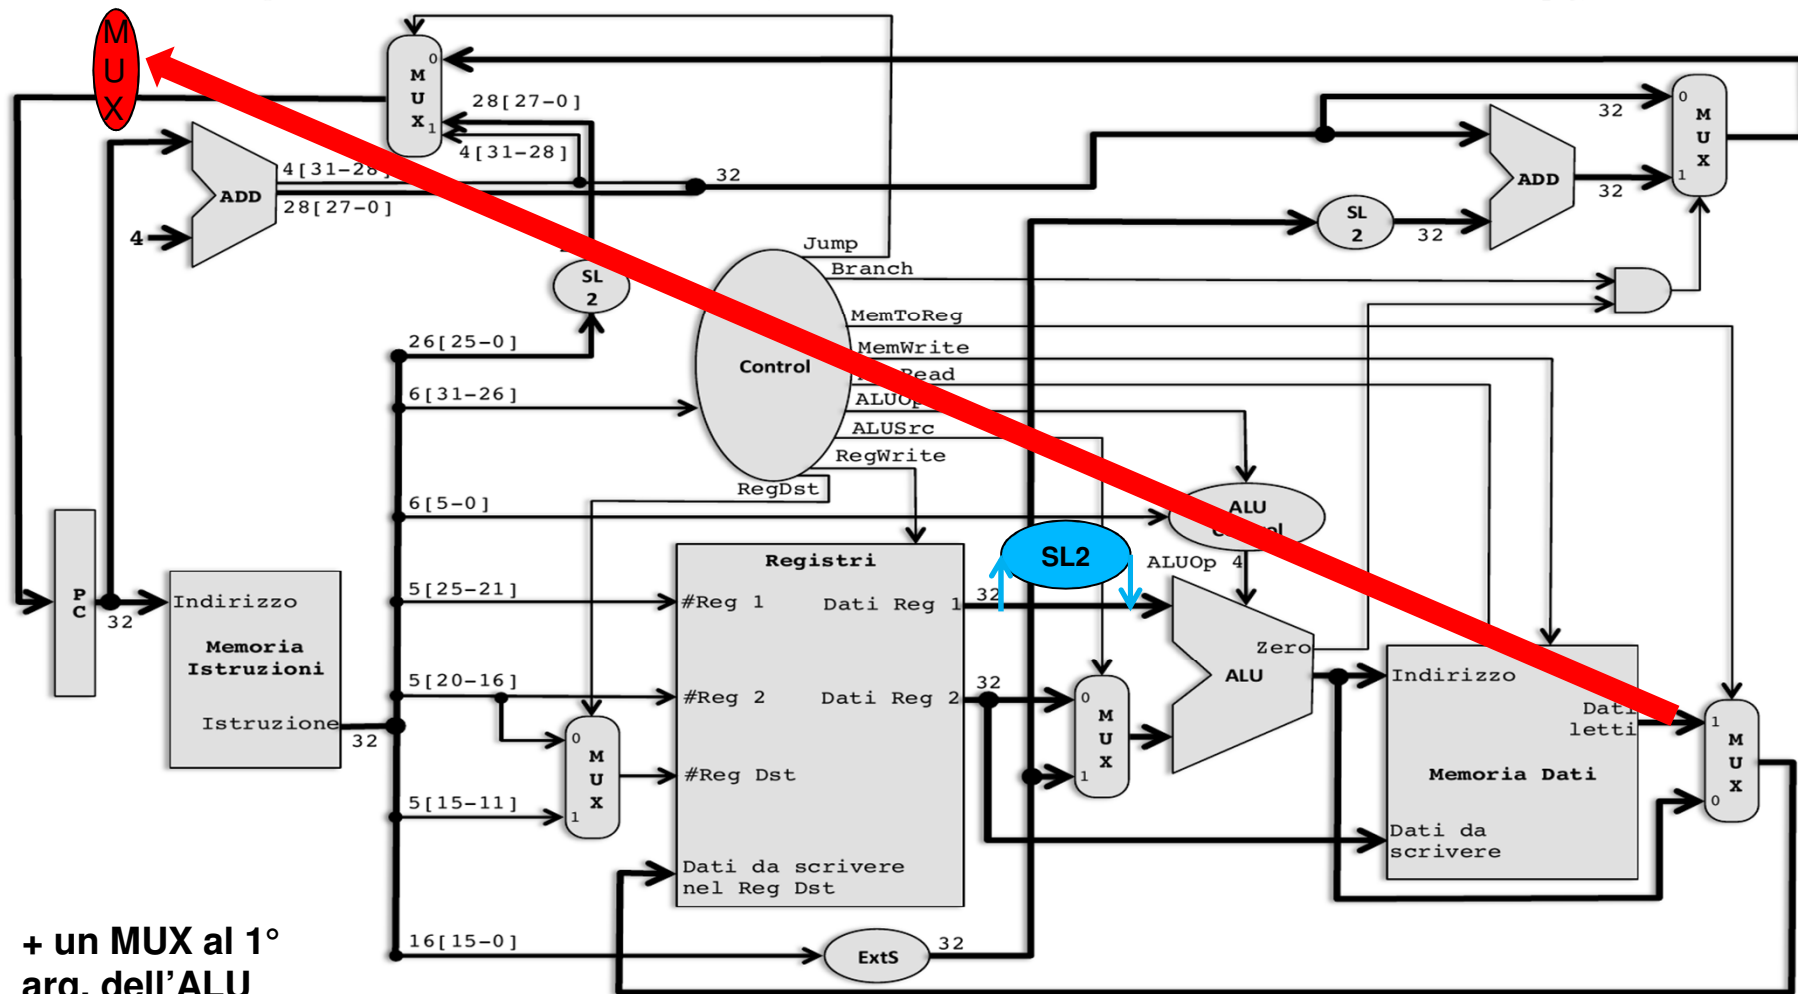 M
U
X
M
U
X
0
1
28[27-0]
4[31-28]
4[31-28]
28[27-0]
ADD
4
32
32
32
0
1
M
U
X
ADD
SL
2
32
SL
2
Jump
Branch
MemToReg
MemWrite
Read
ALUOp
ALUSrc
RegWrite
RegDst
Control
26[25-0]
6[31-26]
6[5-0]
5[25-21]
5[20-16]
5[15-11]
16[15-0]
ALU
ALUOp 4
SL2
P
C
32
Indirizzo
Memoria
Istruzioni
Istruzione
32
0
1
M
U
X
Registri
#Reg 1
Dati Reg 1
#Reg 2
Dati Reg 2
#Reg Dst
Dati da scrivere
nel Reg Dst
32
32
0
1
M
U
X
Zero
ALU
Indirizzo
Dati
letti
Memoria Dati
Dati da
scrivere
1
0
M
U
X
ExtS
32
+ un MUX al 1°
arg. dell'ALU